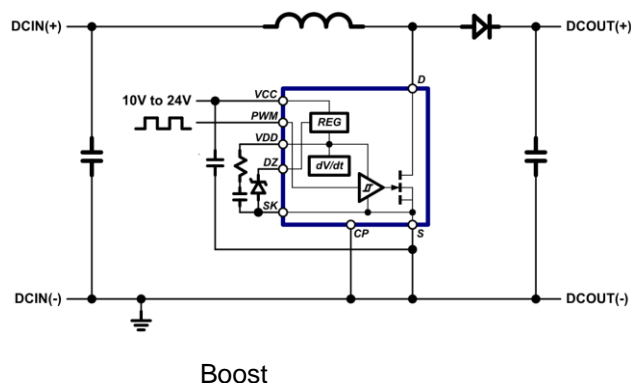 DCIN(+)
DCOUT(+)
D
10V to 24V
VCC
PWM
REG
VDD
DZ
dV/dt
SK
CP
S
DCIN(-)
DCOUT(-)
Boost